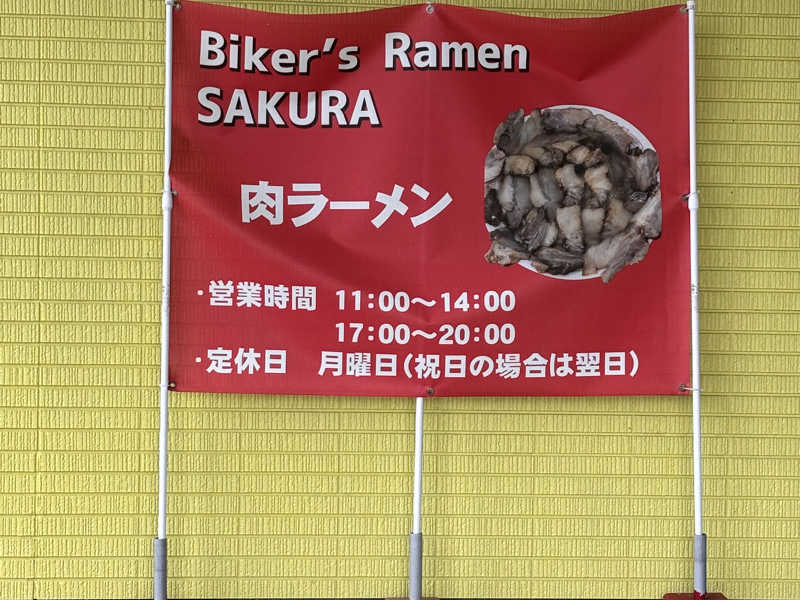 Biker's Ramen
SAKURA
肉ラーメン
・営業時間 11:00～14:00
17:00～20:00
・定休日 月曜日(祝日の場合は翌日)